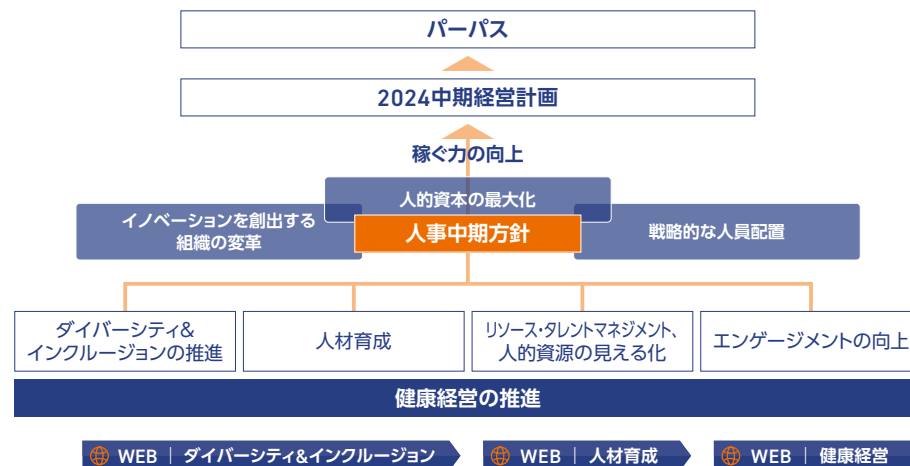 パーパス
2024中期経営計画
稼ぐ力の向上
人的資本の最大化
イノベーションを創出する
組織の変革
人事中期方針
戦略的な人員配置
ダイバーシティ&
インクルージョンの推進
人材育成
リソース・タレントマネジメント、
人的資源の見える化
エンゲージメントの向上
健康経営の推進
WEB | ダイバーシティ&インクルージョン
WEB | 人材育成
WEB | 健康経営